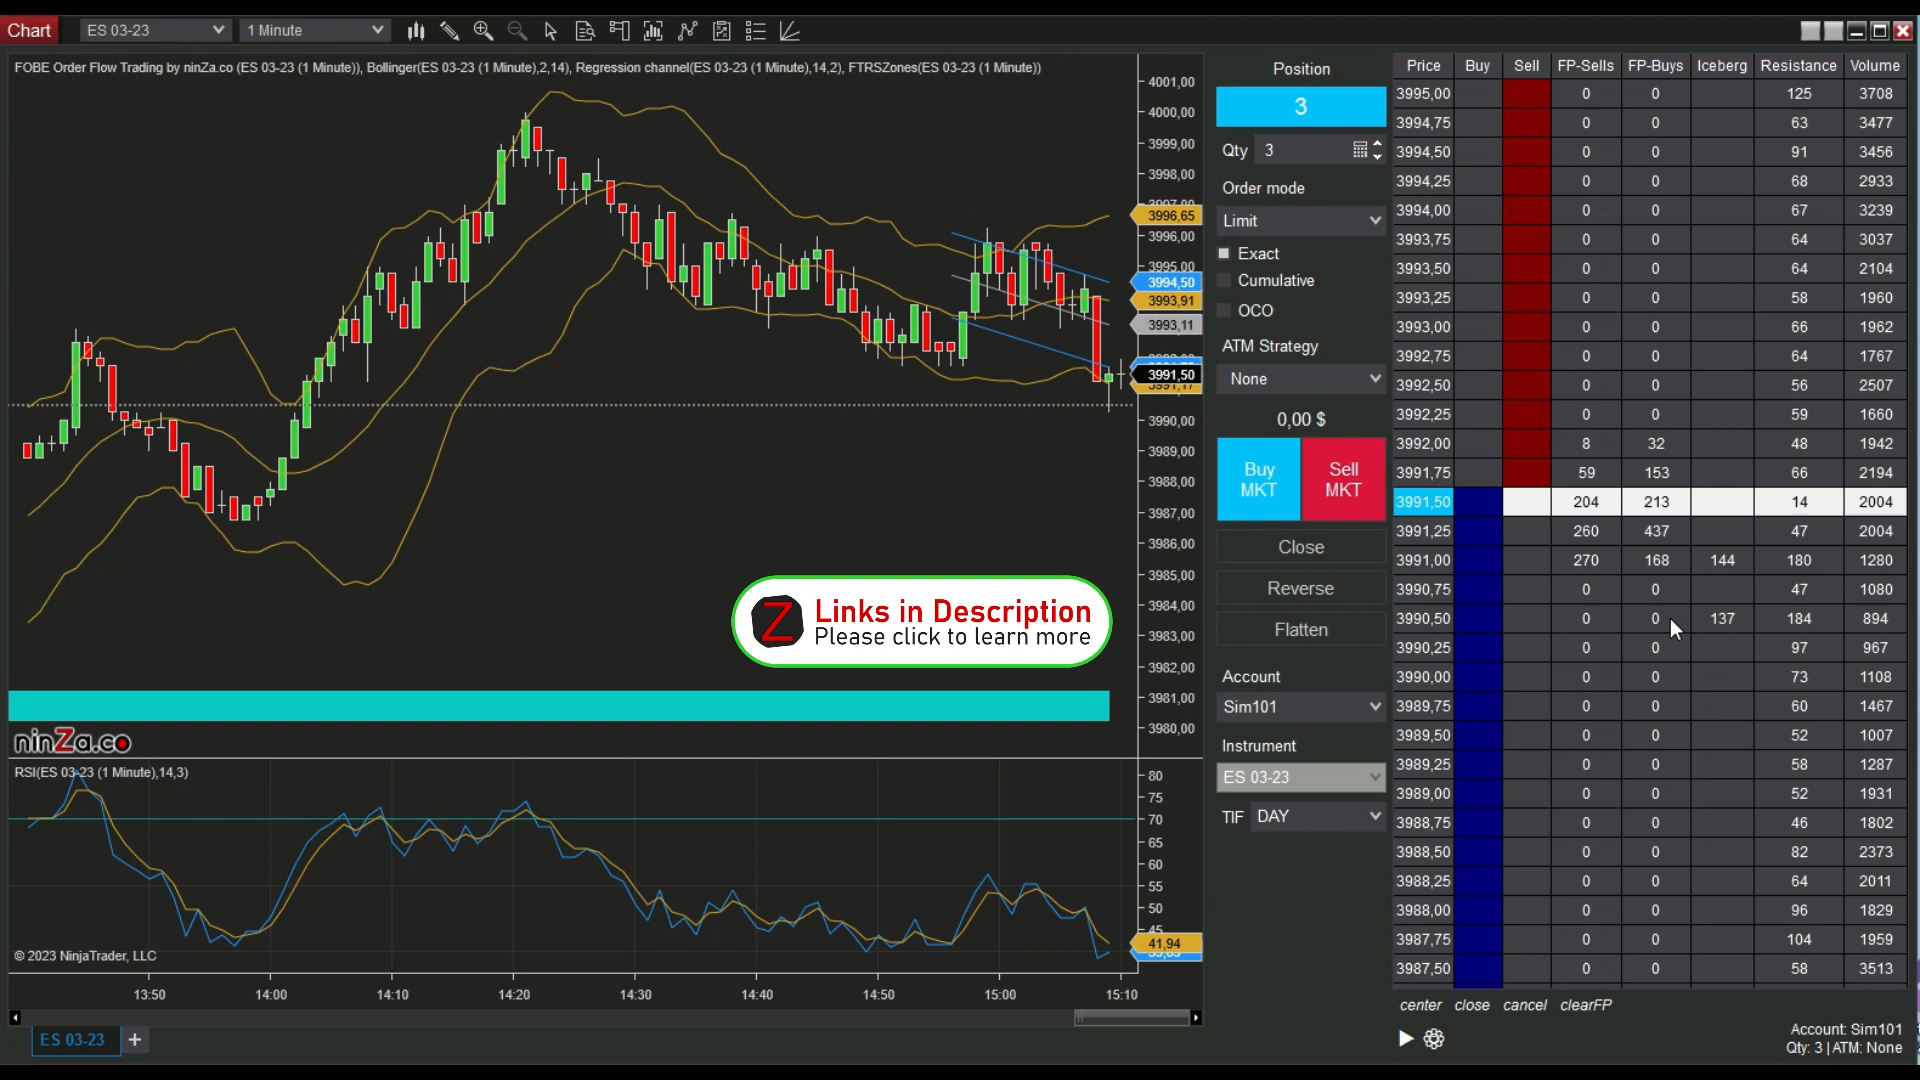 Chart ES 03-23 1 Minute
FOBE Order Flow Trading by ninZa.co (ES 03-23 (1 Minute)), Bollinger(ES 03-23 (1 Minute),2,14), Regression channel(ES 03-23 (1 Minute),14,2), FTRSZones(ES 03-23 (1 Minute))
4001,00
4000,00
3999,00
3998,00
3996,65
3996,00
3995,00
3994,50
3993,91
3993,11
3991,50
3990,00
3989,00
3988,00
3987,00
3986,00
3985,00
3984,00
3983,00
3982,00
3981,00
3980,00
Z Links in Description
Please click to learn more
ninZa.co
RSI(ES 03-23 (1 Minute),14,3)
80
75
70
65
60
55
50
45
41,94
© 2023 NinjaTrader, LLC
13:50 14:00 14:10 14:20 14:30 14:40 14:50 15:00 15:10
ES 03-23 +
Position
3
Qty 3
Order mode
Limit
Exact
Cumulative
OCO
ATM Strategy
None
0,00 $
Buy MKT
Sell MKT
Close
Reverse
Flatten
Account
Sim101
Instrument
ES 03-23
TIF DAY
Price Buy Sell FP-Sells FP-Buys Iceberg Resistance Volume
3995,00 0 0 125 3708
3994,75 0 0 63 3477
3994,50 0 0 91 3456
3994,25 0 0 68 2933
3994,00 0 0 67 3239
3993,75 0 0 64 3037
3993,50 0 0 64 2104
3993,25 0 0 58 1960
3993,00 0 0 66 1962
3992,75 0 0 64 1767
3992,50 0 0 56 2507
3992,25 0 0 59 1660
3992,00 8 32 48 1942
3991,75 59 153 66 2194
3991,50 204 213 14 2004
3991,25 260 437 47 2004
3991,00 270 168 144 180 1280
3990,75 0 0 47 1080
3990,50 0 0 137 184 894
3990,25 0 0 97 967
3990,00 0 0 73 1108
3989,75 0 0 60 1467
3989,50 0 0 52 1007
3989,25 0 0 58 1287
3989,00 0 0 52 1931
3988,75 0 0 46 1802
3988,50 0 0 82 2373
3988,25 0 0 64 2011
3988,00 0 0 96 1829
3987,75 0 0 104 1959
3987,50 0 0 58 3513
center close cancel clearFP
Account: Sim101
Qty: 3 | ATM: None